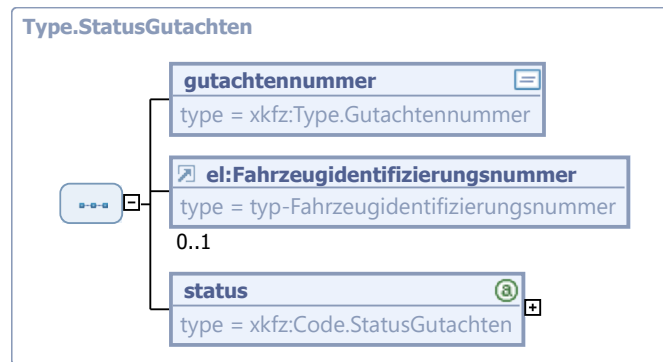 Type.StatusGutachten
gutachtennummer
type = xkfz:Type.Gutachtennummer
el:Fahrzeugidentifizierungsnummer
type = typ-Fahrzeugidentifizierungsnummer
0..1
status
type = xkfz:Code.StatusGutachten